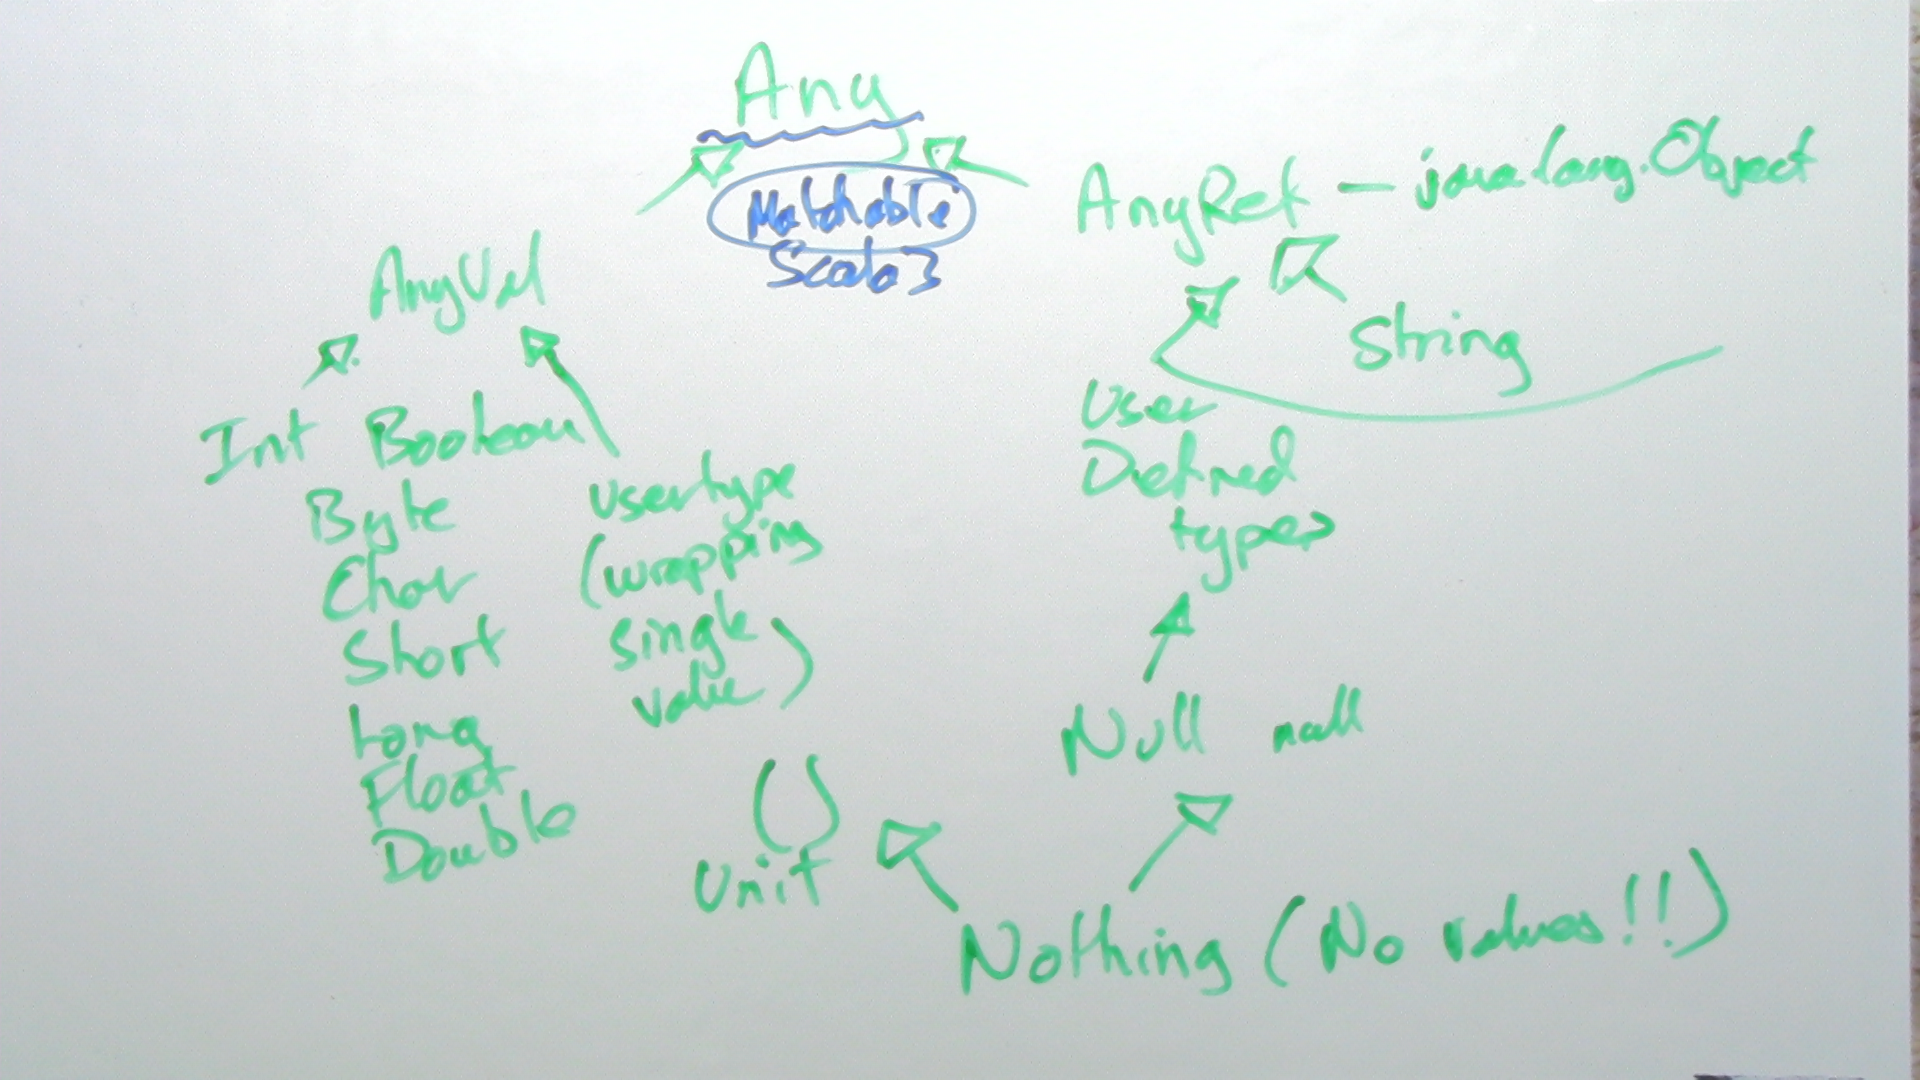 Any
Matchable
Scala 3
AnyRef — java.lang.Object
AnyVal
String
Int Boolean
Byte
Char
Short
Long
Float
Double
usertype
(wrapping
single
value)
User
Defined
types
Null null
()
Unit
Nothing (No values!!)